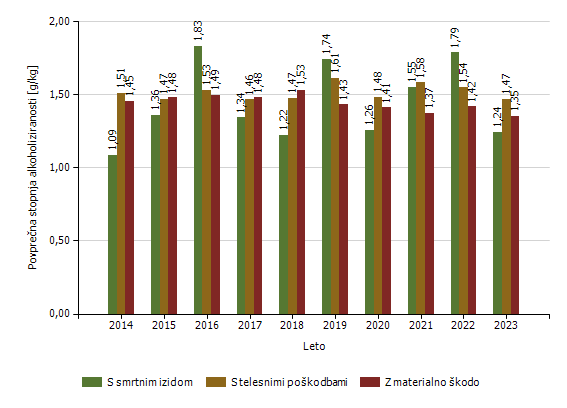 2,00
1,50
1,00
0,50
0,00
Povprečna stopnja alkoholiziranosti [g/kg]
1,09 1,51 1,45
1,36 1,47 1,48
1,83 1,53 1,49
1,34 1,46 1,48
1,22 1,47 1,53
1,74 1,61 1,43
1,26 1,48 1,41
1,55 1,58 1,37
1,79 1,54 1,42
1,24 1,47 1,35
2014 2015 2016 2017 2018 2019 2020 2021 2022 2023
Leto
S smrtnim izidom S telesnimi poškodbami Z materialno škodo